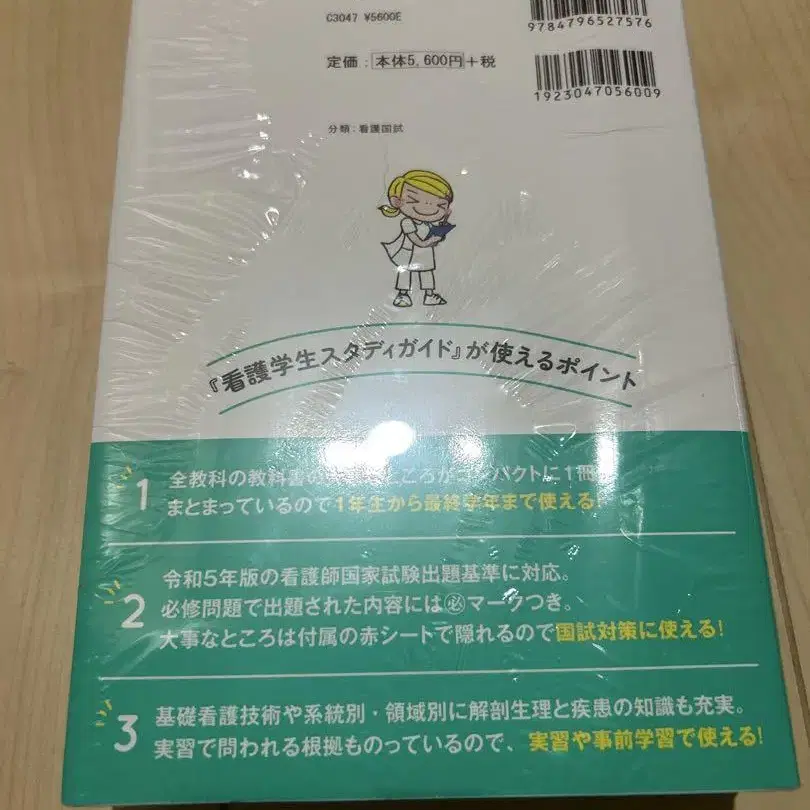 9784796527576
C3047 ¥5600E
定価：本体5,600円+税
1923047056009
分類：看護国試
『看護学生スタディガイド』が使えるポイント
1
全教科の教科書の ころが コンパクトに1冊
まとまっているので1年生から最終学年まで使える!
2
令和5年版の看護師国家試験出題基準に対応。
必修問題で出題された内容には必マークつき。
大事なところは付属の赤シートで隠れるので国試対策に使える!
3
基礎看護技術や系統別・領域別に解剖生理と疾患の知識も充実。
実習で問われる根拠ものっているので、実習や事前学習で使える!